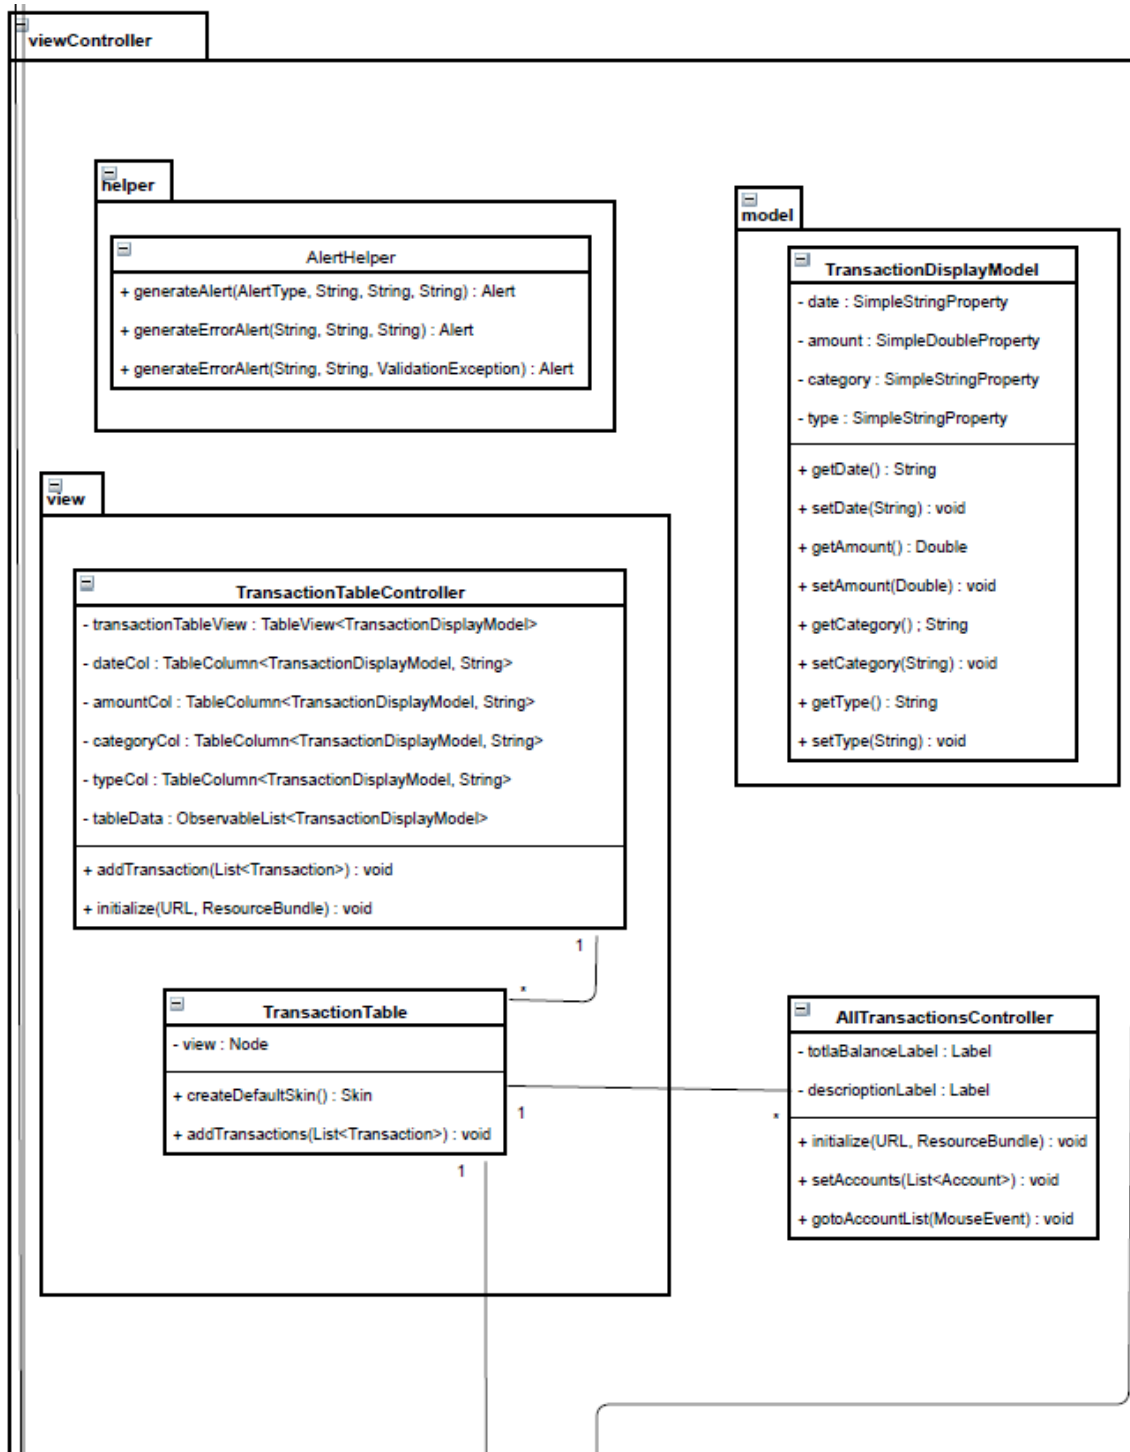 viewController
helper
AlertHelper
+ generateAlert(AlertType, String, String, String) : Alert
+ generateErrorAlert(String, String, String) : Alert
+ generateErrorAlert(String, String, ValidationException) : Alert
model
TransactionDisplayModel
- date : SimpleStringProperty
- amount : SimpleDoubleProperty
- category : SimpleStringProperty
- type : SimpleStringProperty
+ getDate() : String
+ setDate(String) : void
+ getAmount() : Double
+ setAmount(Double) : void
+ getCategory() ; String
+ setCategory(String) : void
+ getType() : String
+ setType(String) : void
view
TransactionTableController
- transactionTableView : TableView<TransactionDisplayModel>
- dateCol : TableColumn<TransactionDisplayModel, String>
- amountCol : TableColumn<TransactionDisplayModel, String>
- categoryCol : TableColumn<TransactionDisplayModel, String>
- typeCol : TableColumn<TransactionDisplayModel, String>
- tableData : ObservableList<TransactionDisplayModel>
+ addTransaction(List<Transaction>) : void
+ initialize(URL, ResourceBundle) : void
1
*
TransactionTable
- view : Node
+ createDefaultSkin() : Skin
+ addTransactions(List<Transaction>) : void
1
1
*
AllTransactionsController
- totlaBalanceLabel : Label
- descrioptionLabel : Label
+ initialize(URL, ResourceBundle) : void
+ setAccounts(List<Account>) : void
+ gotoAccountList(MouseEvent) : void